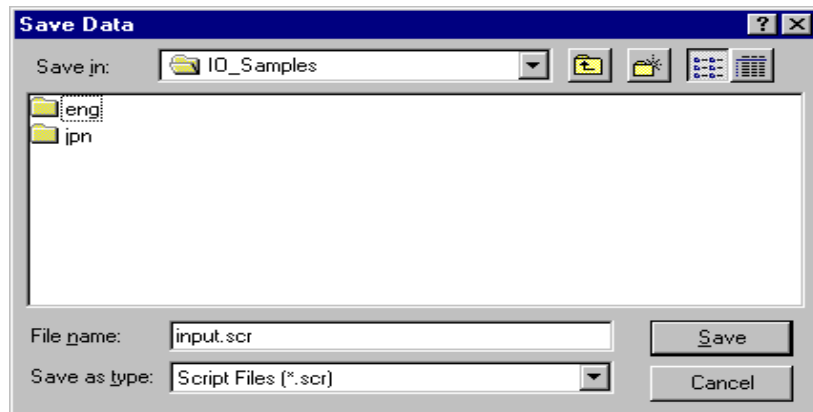 Save Data
Save in: IO_Samples
eng
jpn
File name: input.scr Save
Save as type: Script Files (*.scr) Cancel